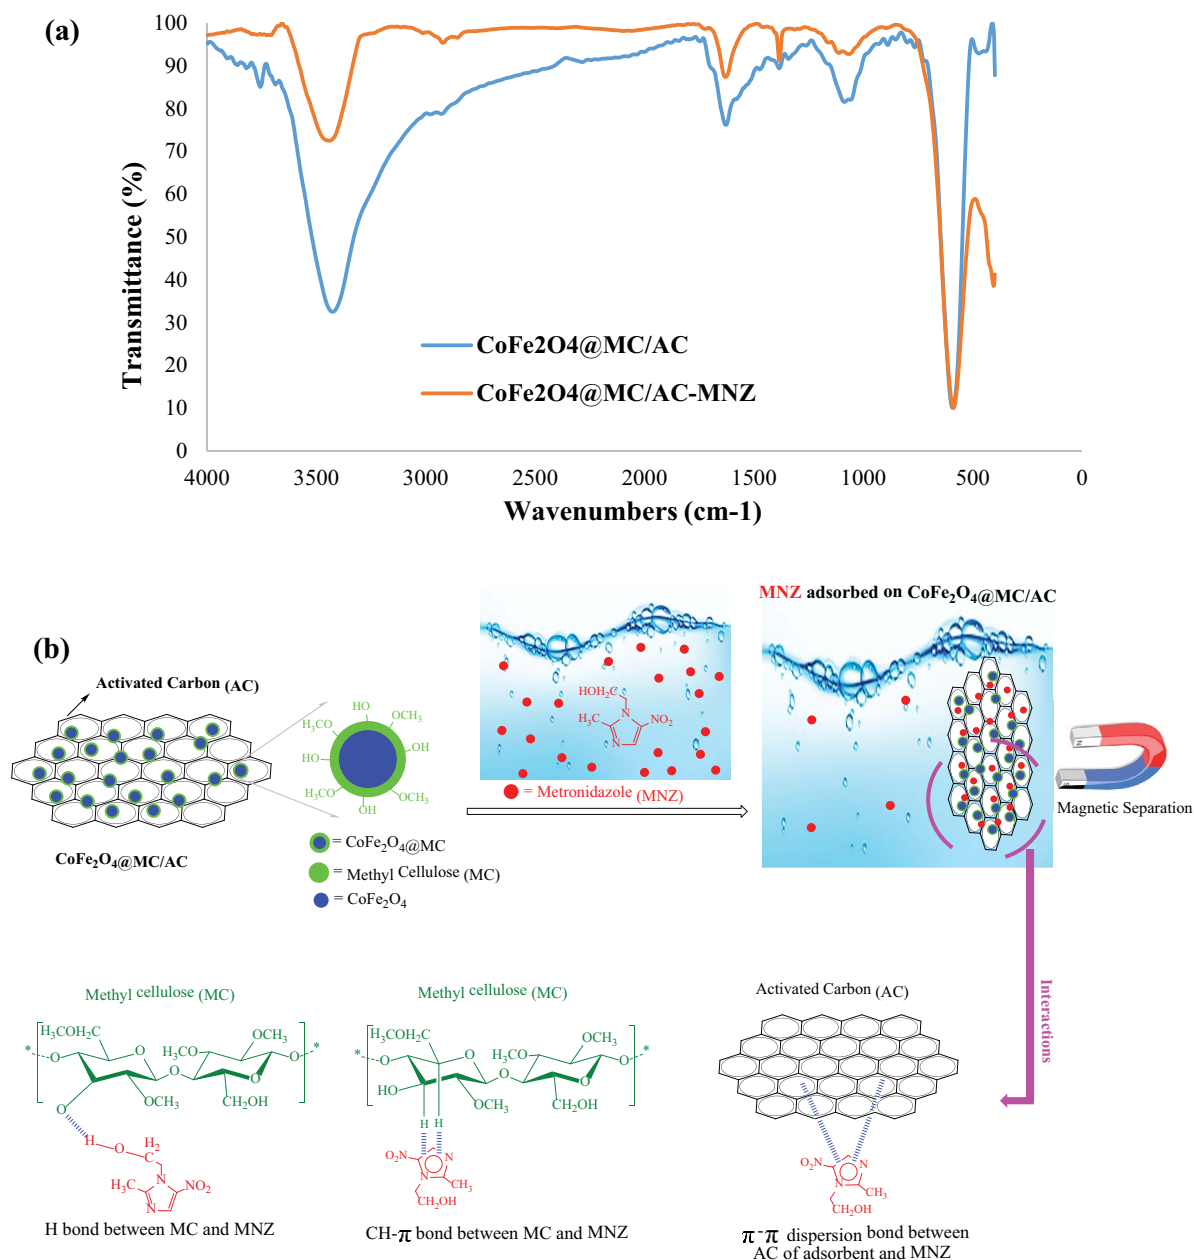 (a)
100
90
80
70
60
50
40
30
20
10
0
Transmittance (%)
CoFe2O4@MC/AC
CoFe2O4@MC/AC-MNZ
4000 3500 3000 2500 2000 1500 1000 500 0
Wavenumbers (cm-1)
(b)
MNZ adsorbed on CoFe₂O₄@MC/AC
Activated Carbon (AC)
CoFe₂O₄@MC/AC
HO
H₃CO
OCH₃
HO
OH
H₃CO
OCH₃
OH
= CoFe₂O₄@MC
= Methyl Cellulose (MC)
= CoFe₂O₄
HOH₂C
N
H₃C
NO₂
N
= Metronidazole (MNZ)
N
S
Magnetic Separation
Interactions
Methyl cellulose (MC)
H₃COH₂C
O
O
H₃CO
OCH₃
O
* *
O
OCH₃
O
O
CH₂OH
H
O
H₂
C
N
H₃C
NO₂
N
H bond between MC and MNZ
Methyl cellulose (MC)
H₃COH₂C
O
O
H₃CO
OCH₃
O
* *
HO
OCH₃
O
O
CH₂OH
H H
O₂N
N
N
CH₃
CH₂OH
CH-π bond between MC and MNZ
Activated Carbon (AC)
O₂N
N
N
CH₃
CH₂OH
π-π dispersion bond between
AC of adsorbent and MNZ